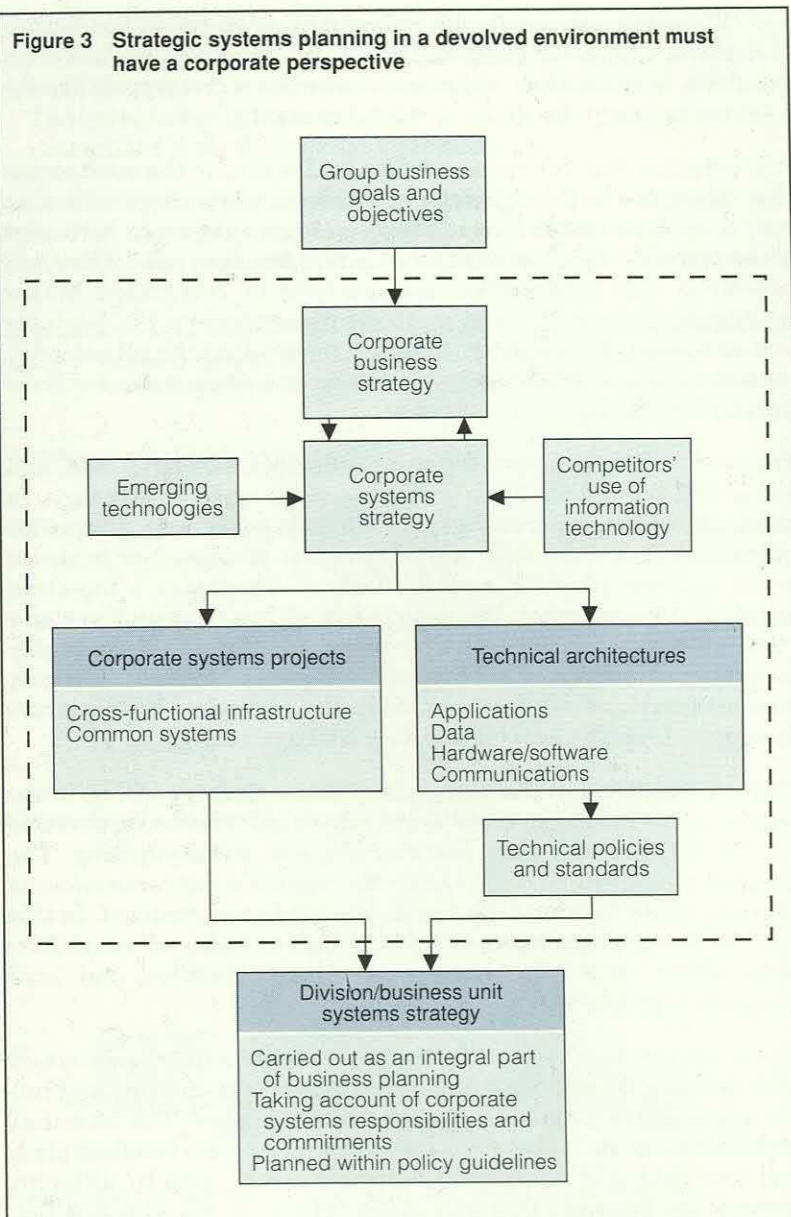 Figure 3 Strategic systems planning in a devolved environment must
have a corporate perspective
Group business
goals and
objectives
Corporate
business
strategy
Emerging
technologies
Corporate
systems
strategy
Competitors'
use of
information
technology
Corporate systems projects
Cross-functional infrastructure
Common systems
Technical architectures
Applications
Data
Hardware/software
Communications
Technical policies
and standards
Division/business unit
systems strategy
Carried out as an integral part
of business planning
Taking account of corporate
systems responsibilities and
commitments
Planned within policy guidelines